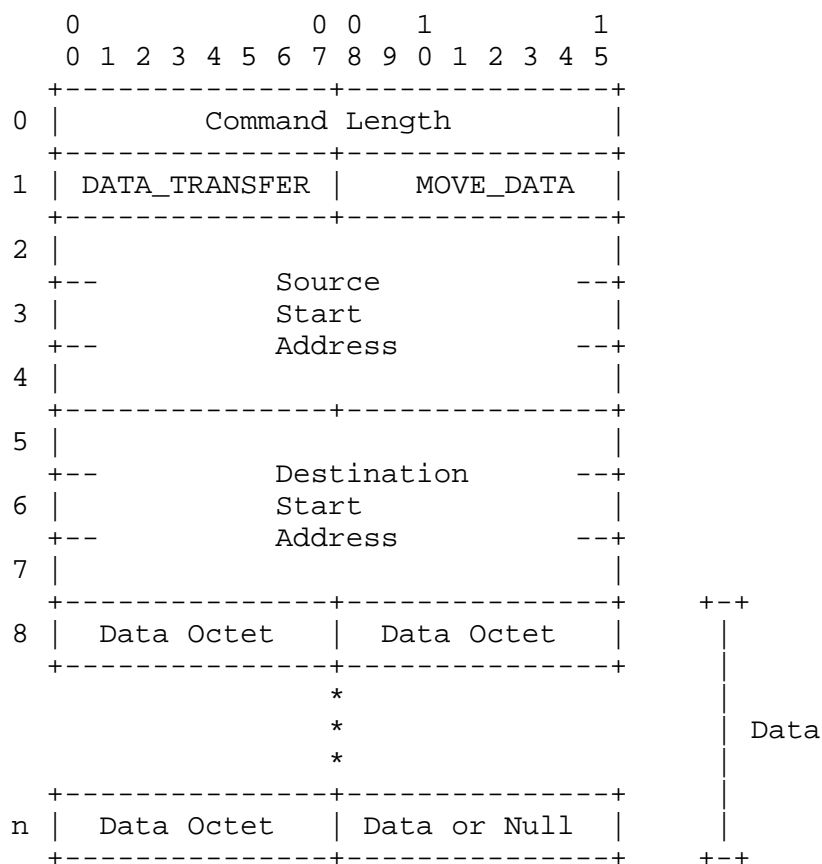 0 0 0 1 1
0 1 2 3 4 5 6 7 8 9 0 1 2 3 4 5
+---------------+---------------+
0 | Command Length |
+---------------+---------------+
1 | DATA_TRANSFER | MOVE_DATA |
+---------------+---------------+
2 | |
+-- Source --+
3 | Start |
+-- Address --+
4 | |
+---------------+---------------+
5 | |
+-- Destination --+
6 | Start |
+-- Address --+
7 | |
+---------------+---------------+ +-+
8 | Data Octet | Data Octet | |
+---------------+---------------+ |
* |
* | Data
* |
+---------------+---------------+ |
n | Data Octet | Data or Null | |
+---------------+---------------+ +-+